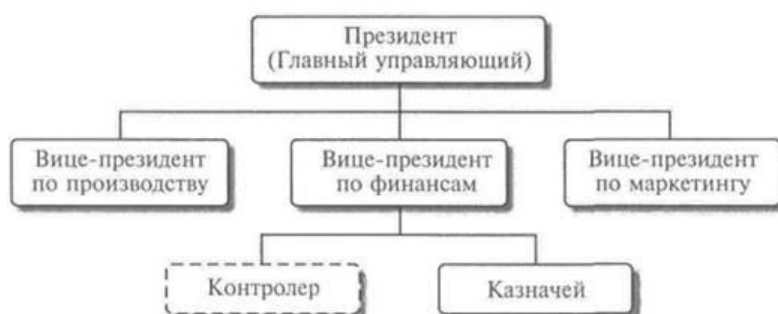 Президент
(Главный управляющий)
Вице-президент
по производству
Вице-президент
по финансам
Вице-президент
по маркетингу
Контролер
Казначей